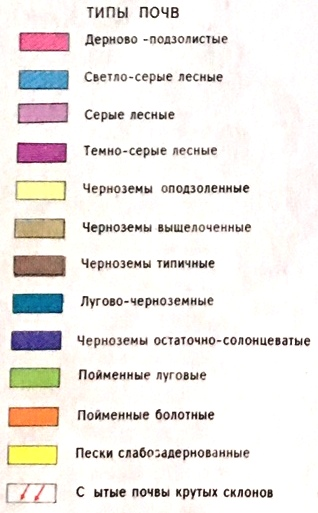 ТИПЫ ПОЧВ
Дерново-подзолистые
Светло-серые лесные
Серые лесные
Темно-серые лесные
Черноземы оподзоленные
Черноземы выщелоченные
Черноземы типичные
Лугово-черноземные
Черноземы остаточно-солонцеватые
Пойменные луговые
Пойменные болотные
Пески слабозадернованные
С ытые почвы крутых склонов